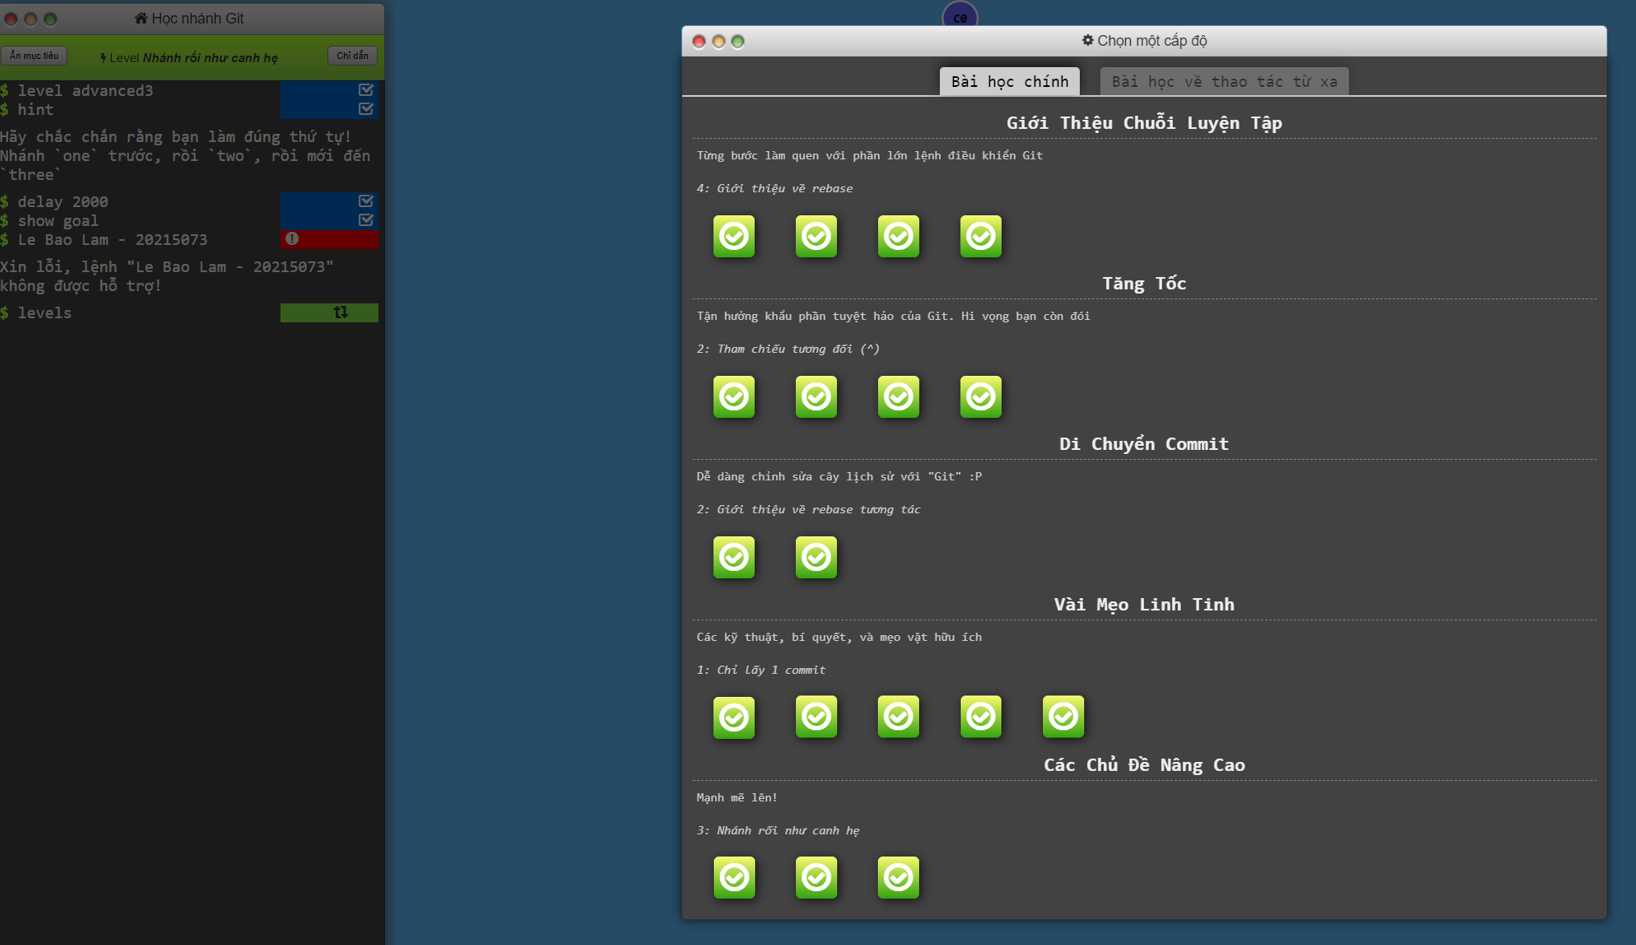 Học nhánh Git
Ẩn mục tiêu
Level Nhánh rối như canh hẹ
Chỉ dẫn
$ level advanced3
$ hint
Hãy chắc chắn rằng bạn làm đúng thứ tự!
Nhánh `one` trước, rồi `two`, rồi mới đến
`three`
$ delay 2000
$ show goal
$ Le Bao Lam - 20215073
Xin lỗi, lệnh "Le Bao Lam - 20215073"
không được hỗ trợ!
$ levels
C0
Chọn một cấp độ
Bài học chính
Bài học về thao tác từ xa
Giới Thiệu Chuỗi Luyện Tập
Từng bước làm quen với phần lớn lệnh điều khiển Git
4: Giới thiệu về rebase
Tăng Tốc
Tận hưởng khẩu phần tuyệt hảo của Git. Hi vọng bạn còn đói
2: Tham chiếu tương đối (^)
Di Chuyển Commit
Dễ dàng chỉnh sửa cây lịch sử với "Git" :P
2: Giới thiệu về rebase tương tác
Vài Mẹo Linh Tinh
Các kỹ thuật, bí quyết, và mẹo vặt hữu ích
1: Chỉ lấy 1 commit
Các Chủ Đề Nâng Cao
Mạnh mẽ lên!
3: Nhánh rối như canh hẹ